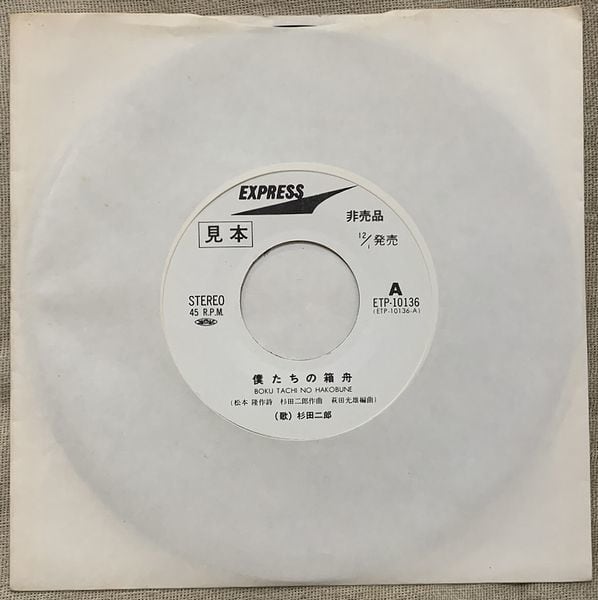 EXPRESS
見本
非売品
12/1 発売
STEREO
45 R.P.M.
A
ETP-10136
(ETP-10136-A)
僕たちの箱舟
BOKU TACHI NO HAKOBUNE
(松本 隆作詩 杉田二郎作曲 萩田光雄編曲)
(歌) 杉田二郎